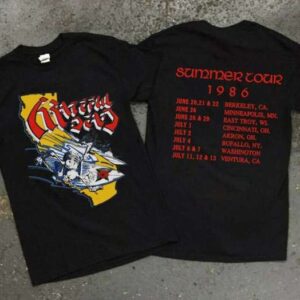 Grateful
Dead
SUMMER TOUR
1986
JUNE 20,21 & 22 BERKELEY, CA.
JUNE 26 MINNEAPOLIS, MN.
JUNE 28 & 29 EAST TROY, WI.
JULY 1 CINCINNATI, OH.
JULY 2 AKRON, OH.
JULY 4 BUFALLO, NY.
JULY 6 & 7 WASHINGTON
JULY 11, 12 & 13 VENTURA, CA